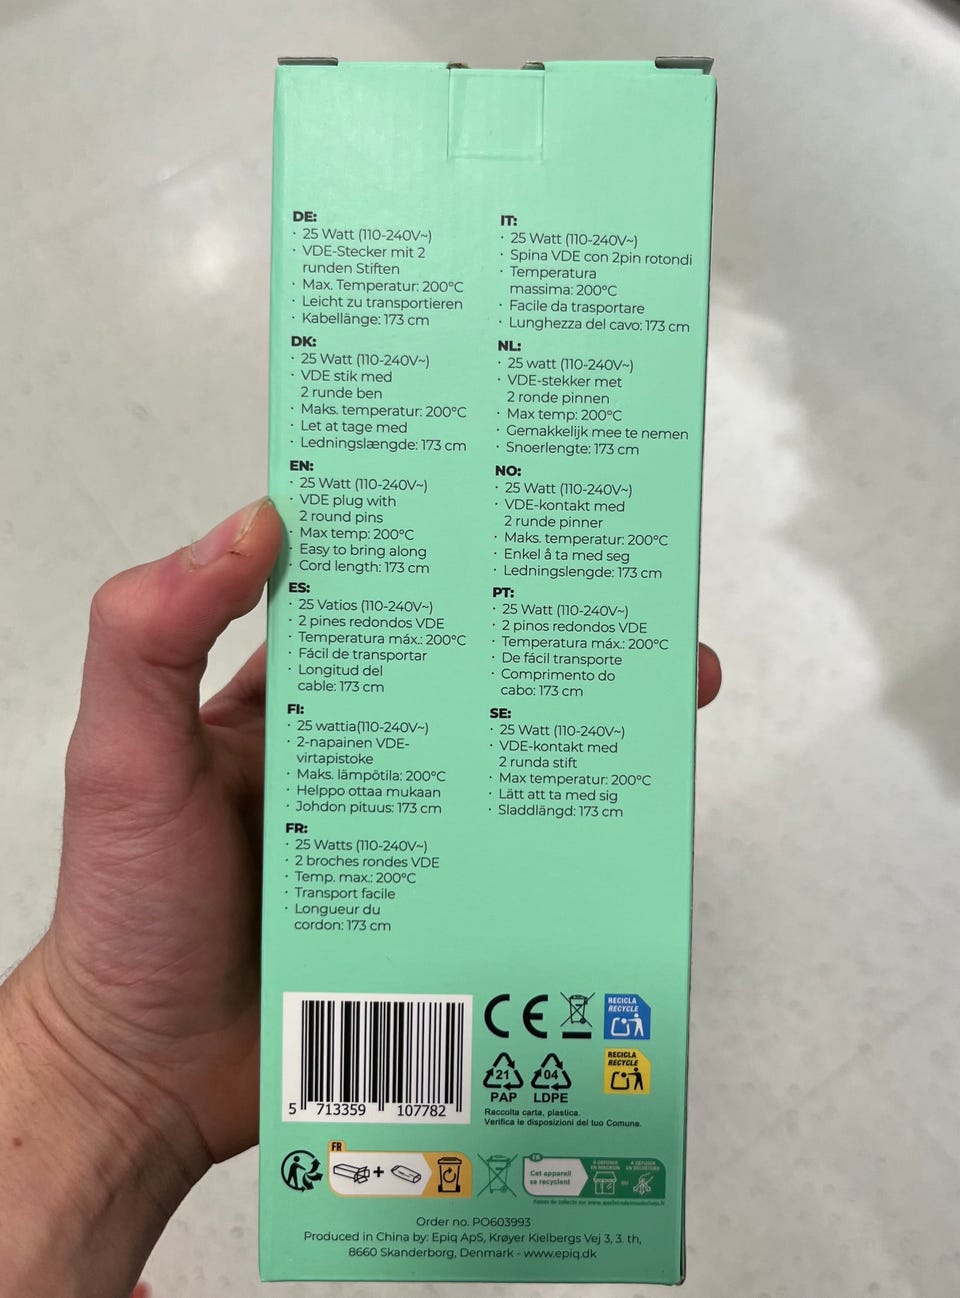 DE:
· 25 Watt (110-240V~)
· VDE-Stecker mit 2
runden Stiften
· Max. Temperatur: 200°C
· Leicht zu transportieren
· Kabellänge: 173 cm
DK:
· 25 Watt (110-240V~)
· VDE stik med
2 runde ben
· Maks. temperatur: 200°C
· Let at tage med
· Ledningslængde: 173 cm
EN:
· 25 Watt (110-240V~)
· VDE plug with
2 round pins
· Max temp: 200°C
· Easy to bring along
· Cord length: 173 cm
ES:
· 25 Vatios (110-240V~)
· 2 pines redondos VDE
· Temperatura máx.: 200°C
· Fácil de transportar
· Longitud del
cable: 173 cm
FI:
· 25 wattia(110-240V~)
· 2-napainen VDE-
virtapistoke
· Maks. lämpötila: 200°C
· Helppo ottaa mukaan
· Johdon pituus: 173 cm
FR:
· 25 Watts (110-240V~)
· 2 broches rondes VDE
· Temp. max.: 200°C
· Transport facile
· Longueur du
cordon: 173 cm
IT:
· 25 Watt (110-240V~)
· Spina VDE con 2pin rotondi
· Temperatura
massima: 200°C
· Facile da trasportare
· Lunghezza del cavo: 173 cm
NL:
· 25 watt (110-240V~)
· VDE-stekker met
2 ronde pinnen
· Max temp: 200°C
· Gemakkelijk mee te nemen
· Snoerlengte: 173 cm
NO:
· 25 Watt (110-240V~)
· VDE-kontakt med
2 runde pinner
· Maks. temperatur: 200°C
· Enkel å ta med seg
· Ledningslengde: 173 cm
PT:
· 25 Watt (110-240V~)
· 2 pinos redondos VDE
· Temperatura máx.: 200°C
· De fácil transporte
· Comprimento do
cabo: 173 cm
SE:
· 25 Watt (110-240V~)
· VDE-kontakt med
2 runda stift
· Max temperatur: 200°C
· Lätt att ta med sig
· Sladdlängd: 173 cm
5 713359 107782
CE
RECICLA
RECYCLE
RECICLA
RECYCLE
21
PAP
04
LDPE
Raccolta carta, plastica.
Verifica le disposizioni del tuo Comune.
FR
+
FR
Cet appareil
se recyclent
À DÉPOSER
EN MAGASIN
OU
À DÉPOSER
EN DÉCHÈTERIE
Points de collecte sur
Order no. PO603993
Produced in China by: Epiq ApS, Krøyer Kielbergs Vej 3, 3. th,
8660 Skanderborg, Denmark - www.epiq.dk